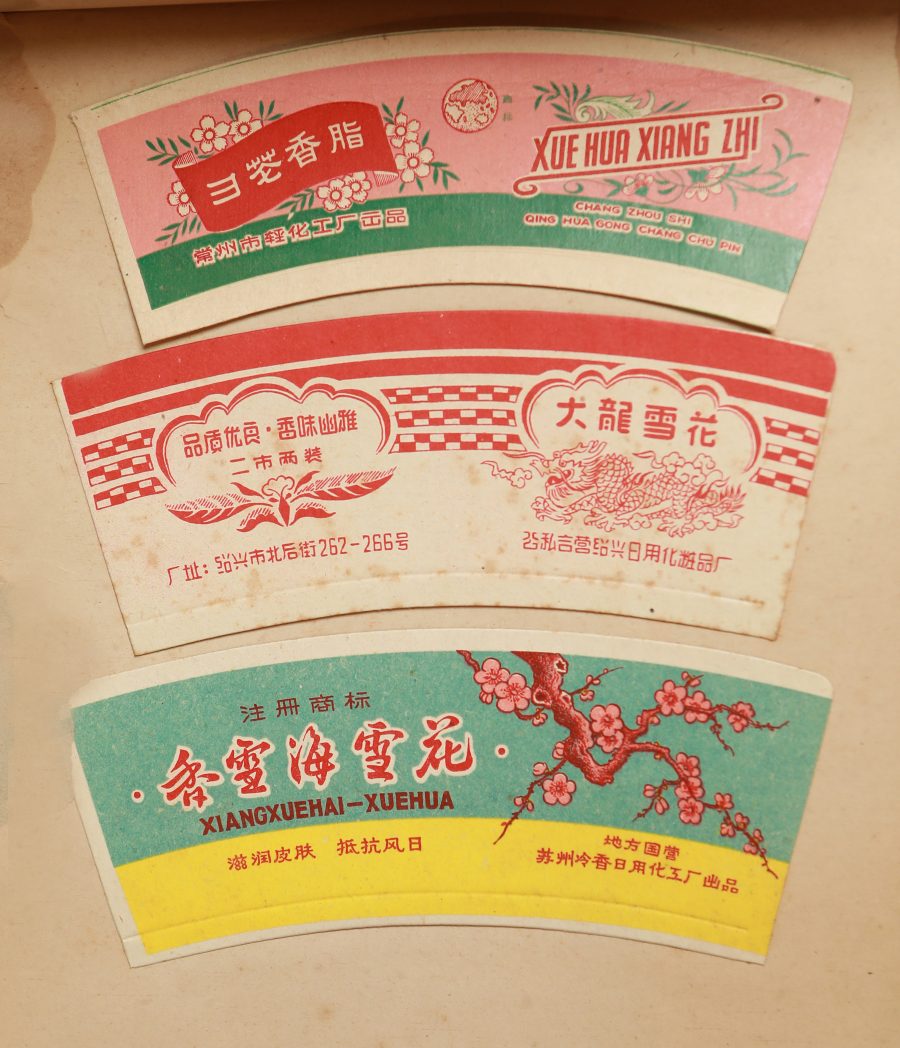 彐花香脂
常州市轻化工厂出品
商标
XUE HUA XIANG ZHI
CHANG ZHOU SHI
QING HUA GONG CHANG CHU PIN
品质优良·香味幽雅
二市两装
厂址：绍兴市北后街262-266号
大龍雪花
公私合营绍兴日用化粧品厂
注册商标
·香雪海雪花·
XIANGXUEHAI-XUEHUA
滋润皮肤 抵抗风日
地方国营
苏州冷香日用化工厂出品